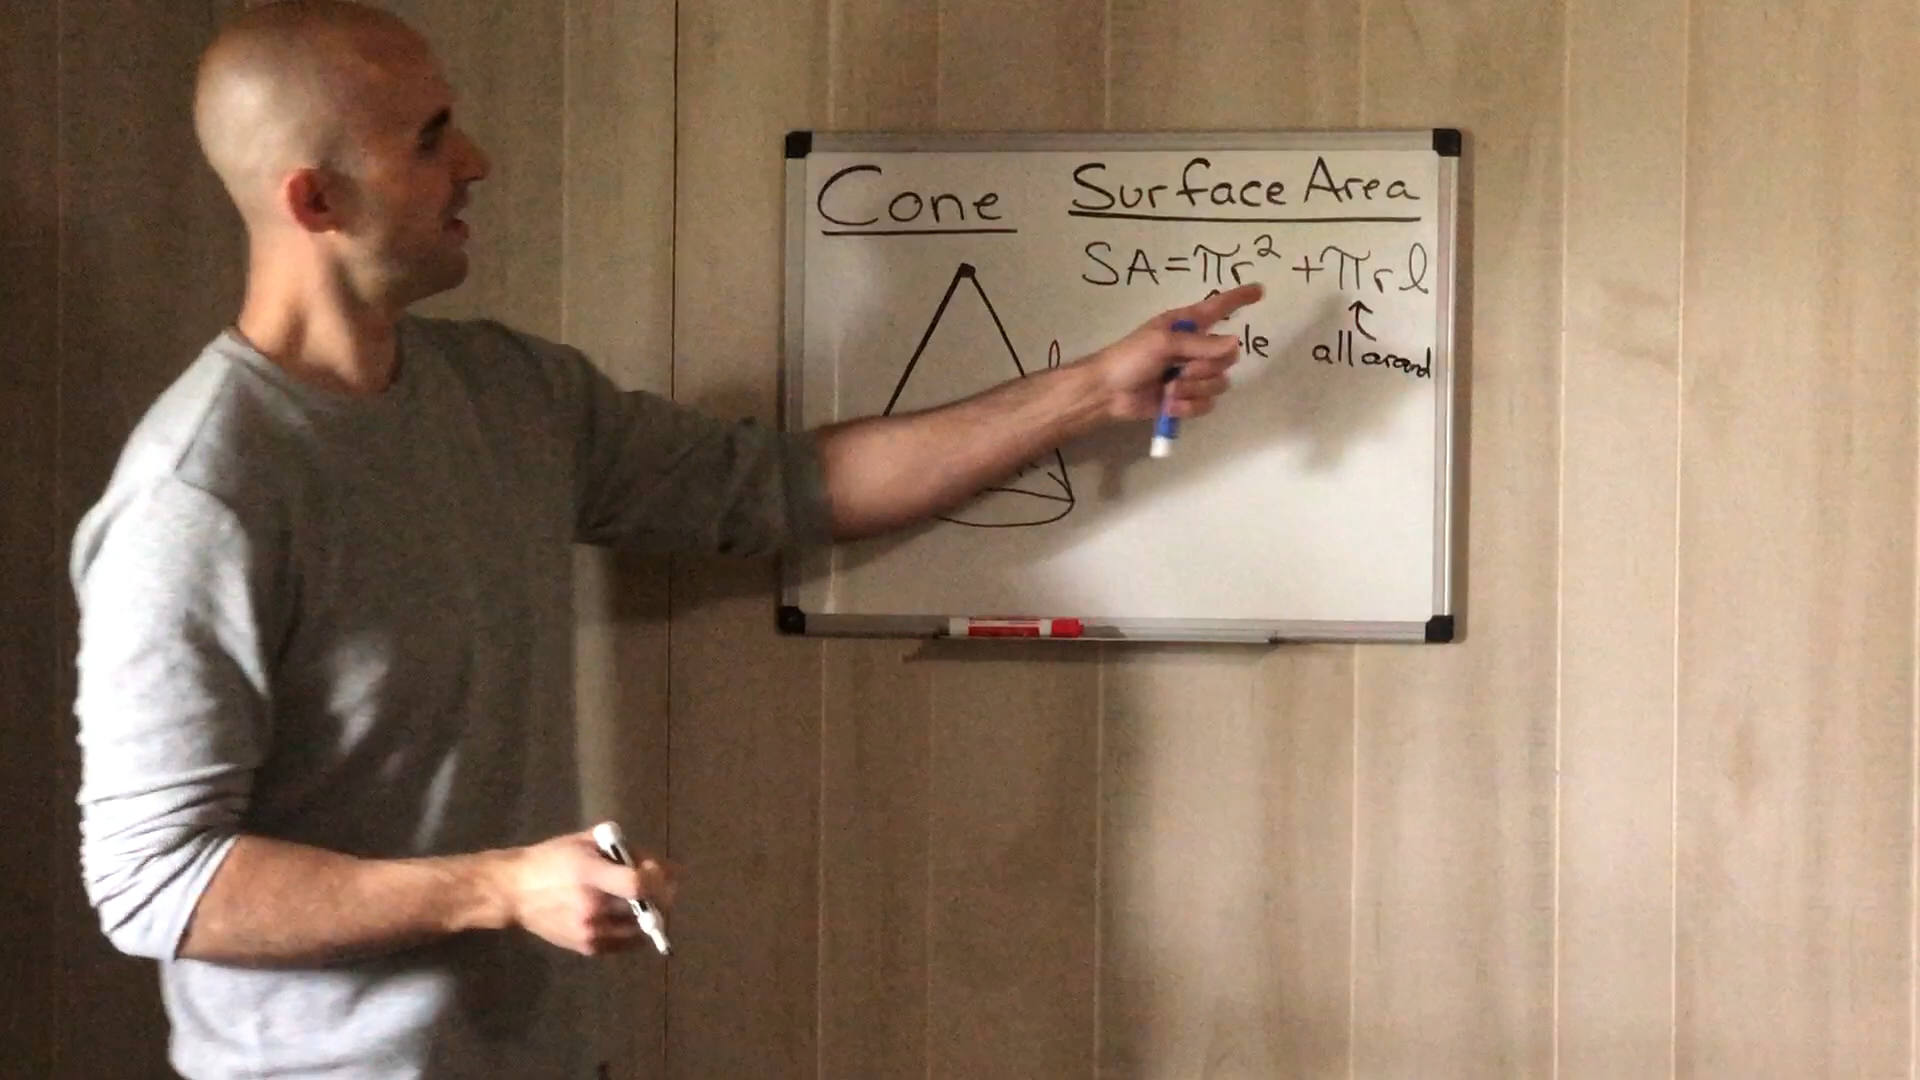 Cone
Surface Area
SA=πr²+πrl
all around
l